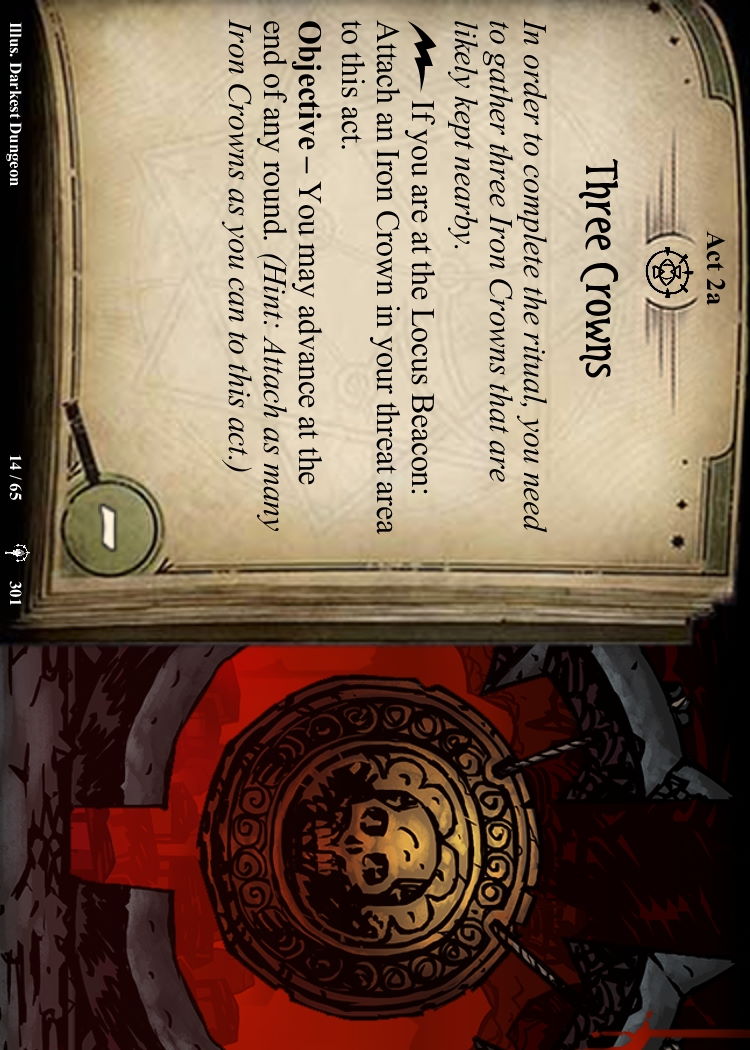 Act 2a
Three Crowns
In order to complete the ritual, you need
to gather three Iron Crowns that are
likely kept nearby.
If you are at the Locus Beacon:
Attach an Iron Crown in your threat area
to this act.
Objective – You may advance at the
end of any round. (Hint: Attach as many
Iron Crowns as you can to this act.)
–
Illus. Darkest Dungeon
14 / 65
301